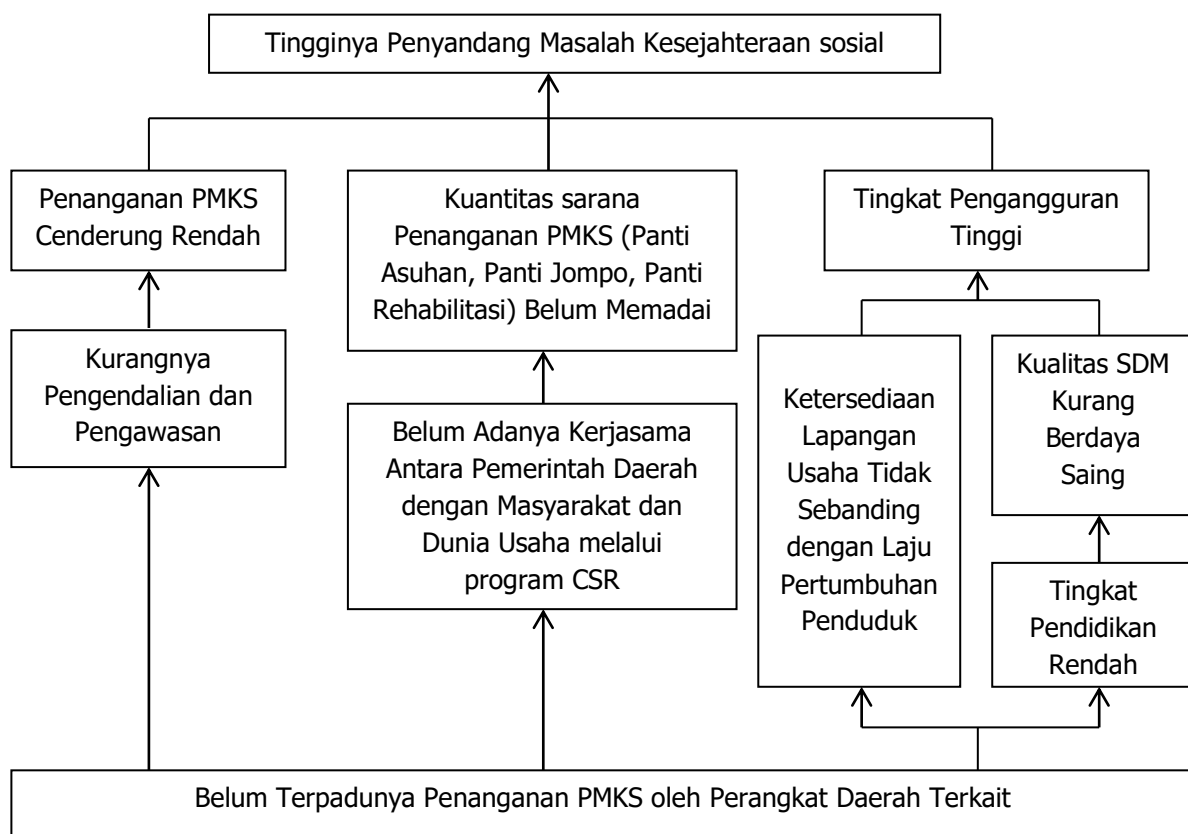 Tingginya Penyandang Masalah Kesejahteraan sosial
Penanganan PMKS
Cenderung Rendah
Kuantitas sarana
Penanganan PMKS (Panti
Asuhan, Panti Jompo, Panti
Rehabilitasi) Belum Memadai
Tingkat Pengangguran
Tinggi
Kurangnya
Pengendalian dan
Pengawasan
Belum Adanya Kerjasama
Antara Pemerintah Daerah
dengan Masyarakat dan
Dunia Usaha melalui
program CSR
Ketersediaan
Lapangan
Usaha Tidak
Sebanding
dengan Laju
Pertumbuhan
Penduduk
Kualitas SDM
Kurang
Berdaya
Saing
Tingkat
Pendidikan
Rendah
Belum Terpadunya Penanganan PMKS oleh Perangkat Daerah Terkait